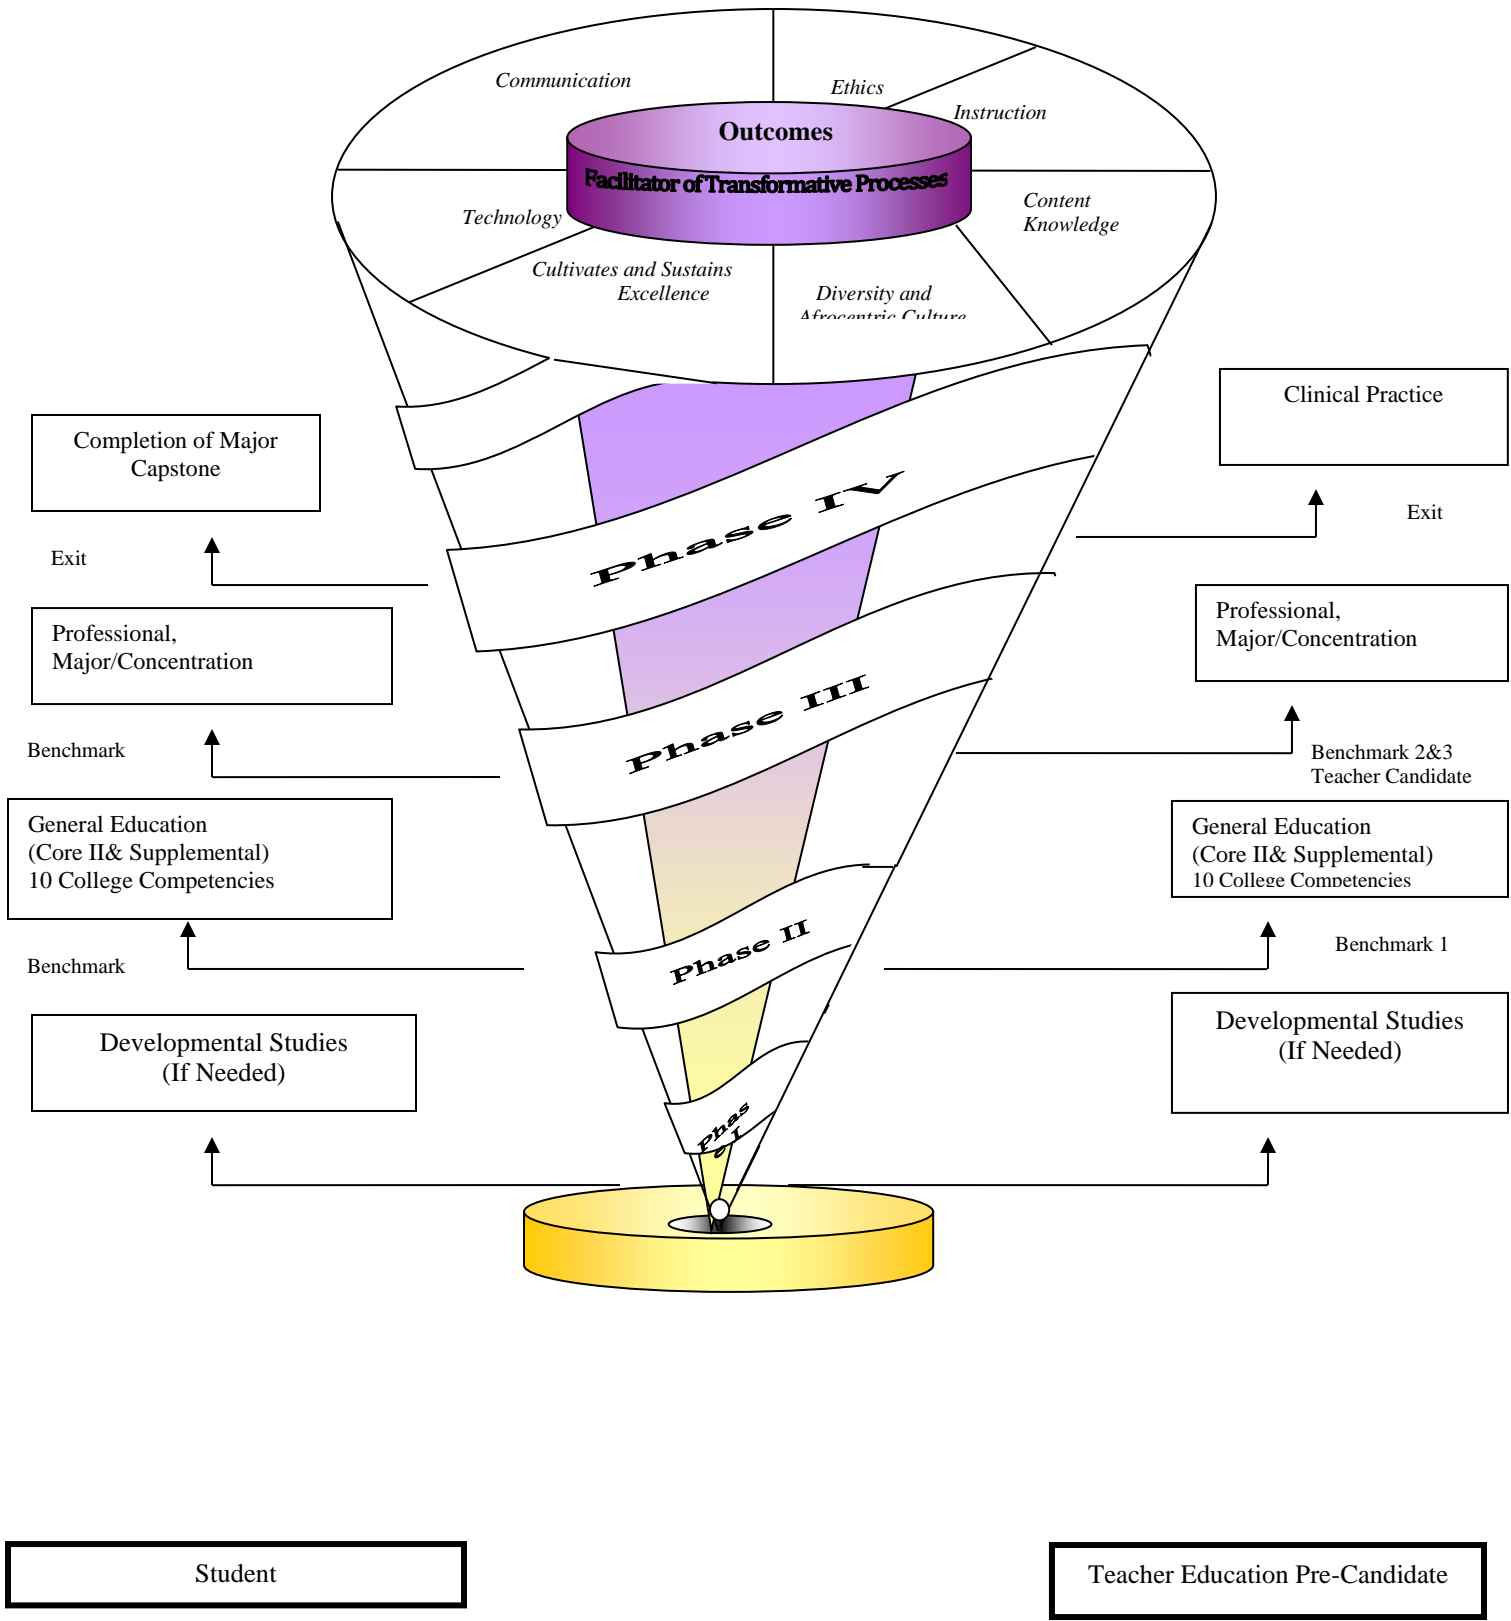 Communication
Ethics
Instruction
Outcomes
Facilitator of Transformative Processes
Technology
Content
Knowledge
Cultivates and Sustains
Excellence
Diversity and
Afrocentric Culture
Clinical Practice
Completion of Major
Capstone
Phase IV
Exit
Exit
Professional,
Major/Concentration
Professional,
Major/Concentration
Phase III
Benchmark
Benchmark 2&3
Teacher Candidate
General Education
(Core II& Supplemental)
10 College Competencies
General Education
(Core II& Supplemental)
10 College Competencies
Phase II
Benchmark
Benchmark 1
Developmental Studies
(If Needed)
Developmental Studies
(If Needed)
Phas
e I
Student
Teacher Education Pre-Candidate